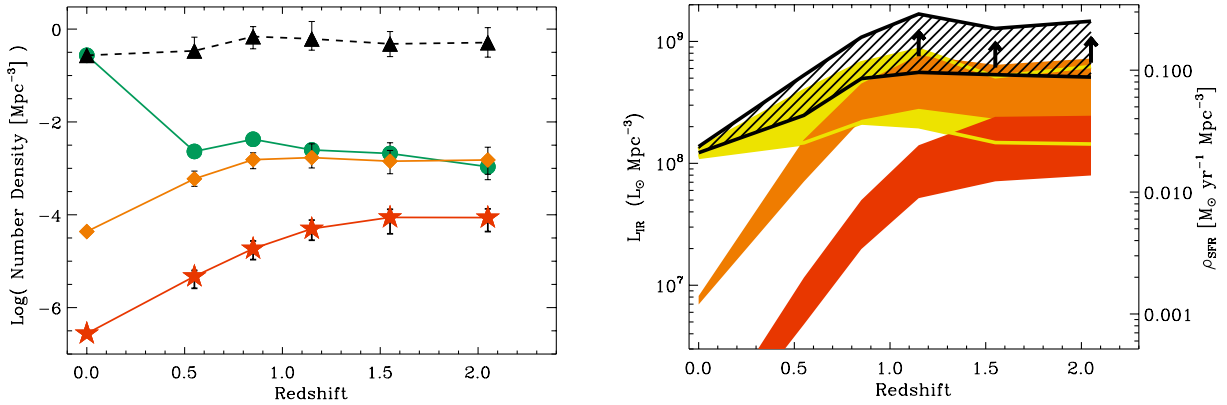 Log( Number Density [Mpc⁻³] )
0
-2
-4
-6
0.0 0.5 1.0 1.5 2.0
Redshift
L_IR (L_⊙ Mpc⁻³)
10⁹
10⁸
10⁷
0.0 0.5 1.0 1.5 2.0
Redshift
0.100
0.010
0.001
ρ_SFR [M_⊙ yr⁻¹ Mpc⁻³]